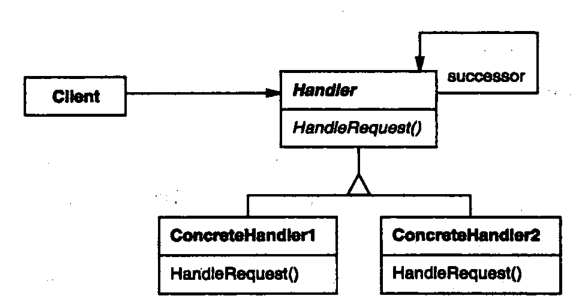 successor
Client
Handler
HandleRequest()
ConcreteHandler1
ConcreteHandler2
HandleRequest()
HandleRequest()